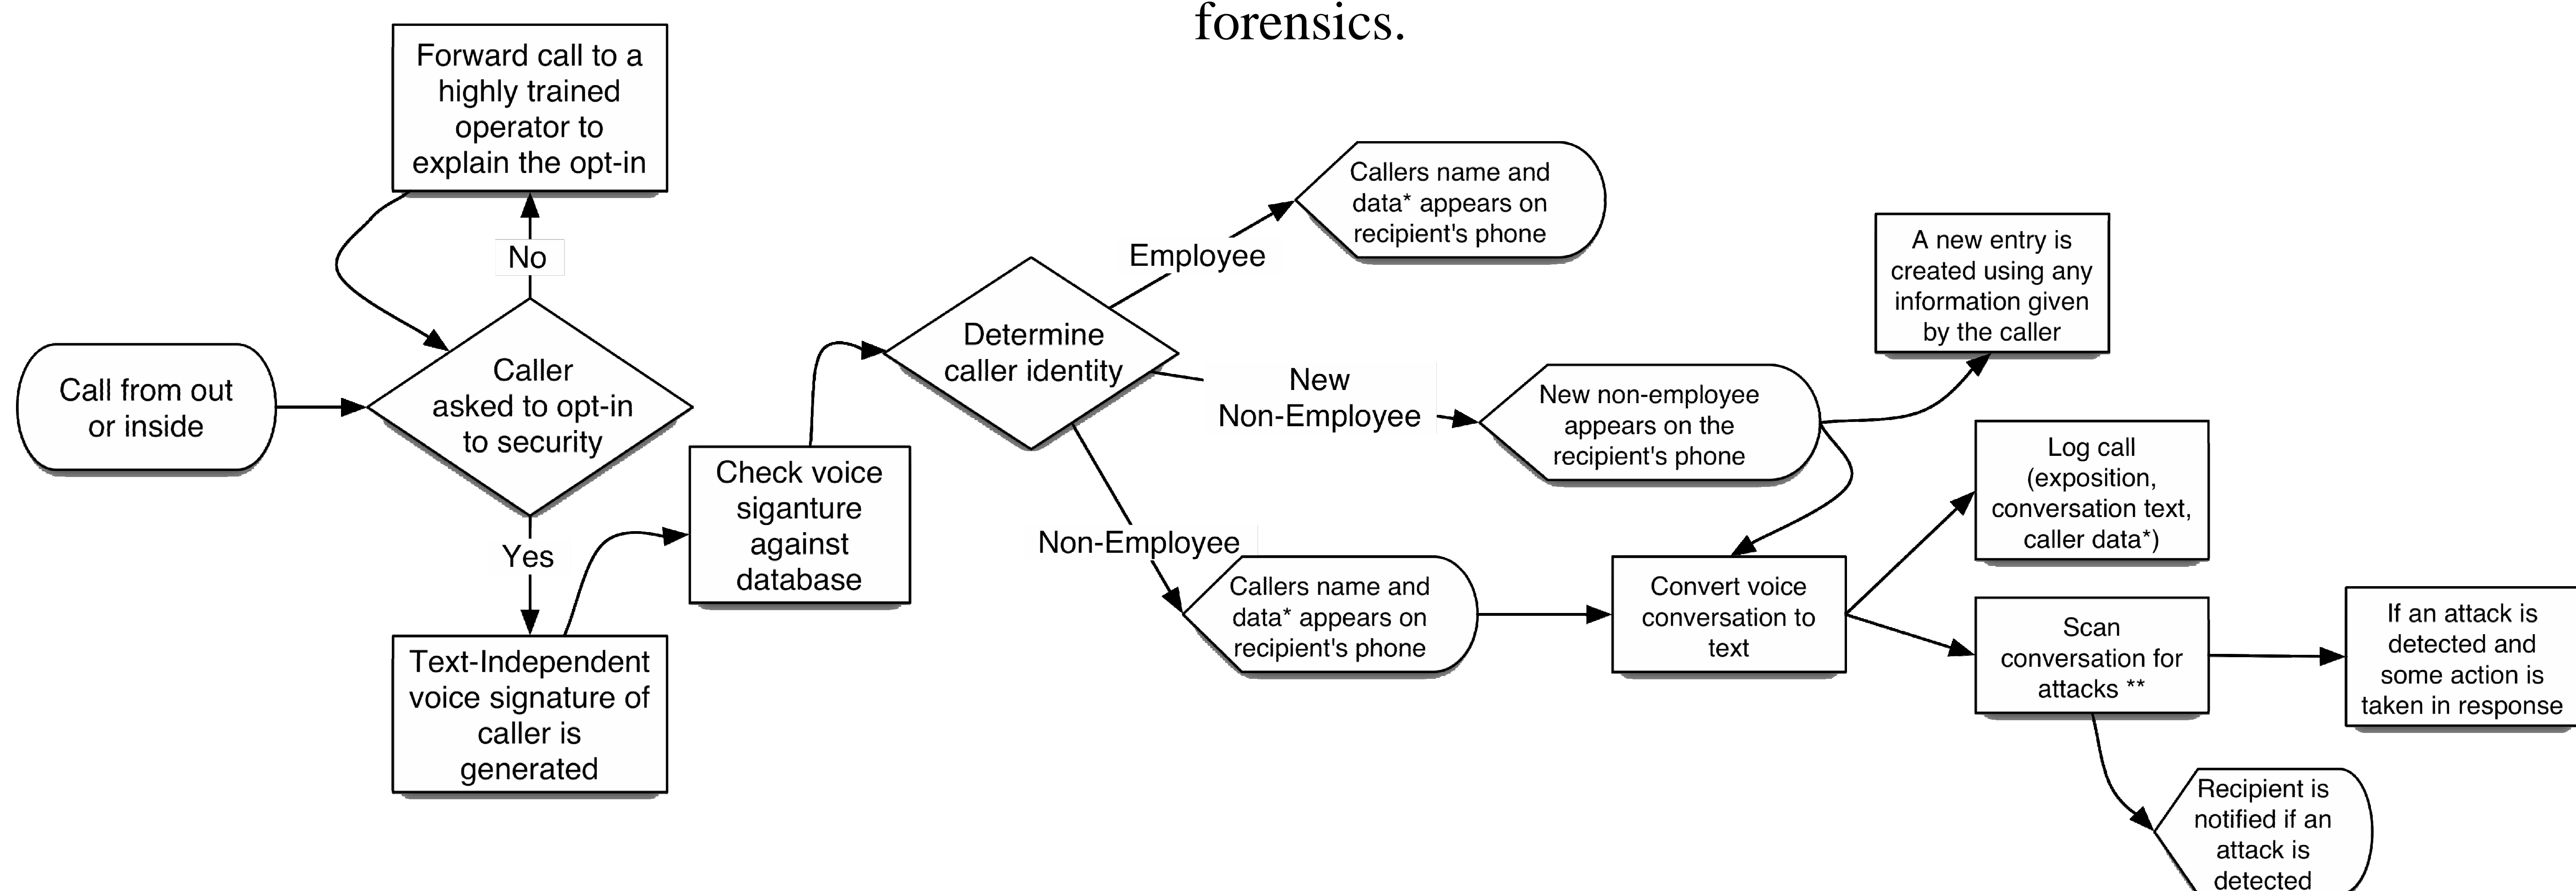 forensics.
Forward call to a
highly trained
operator to
explain the opt-in
No
Call from out
or inside
Caller
asked to opt-in
to security
Yes
Text-Independent
voice signature of
caller is
generated
Check voice
siganture
against
database
Determine
caller identity
Employee
Callers name and
data* appears on
recipient's phone
New
Non-Employee
New non-employee
appears on the
recipient's phone
A new entry is
created using any
information given
by the caller
Non-Employee
Callers name and
data* appears on
recipient's phone
Convert voice
conversation to
text
Log call
(exposition,
conversation text,
caller data*)
Scan
conversation for
attacks **
If an attack is
detected and
some action is
taken in response
Recipient is
notified if an
attack is
detected